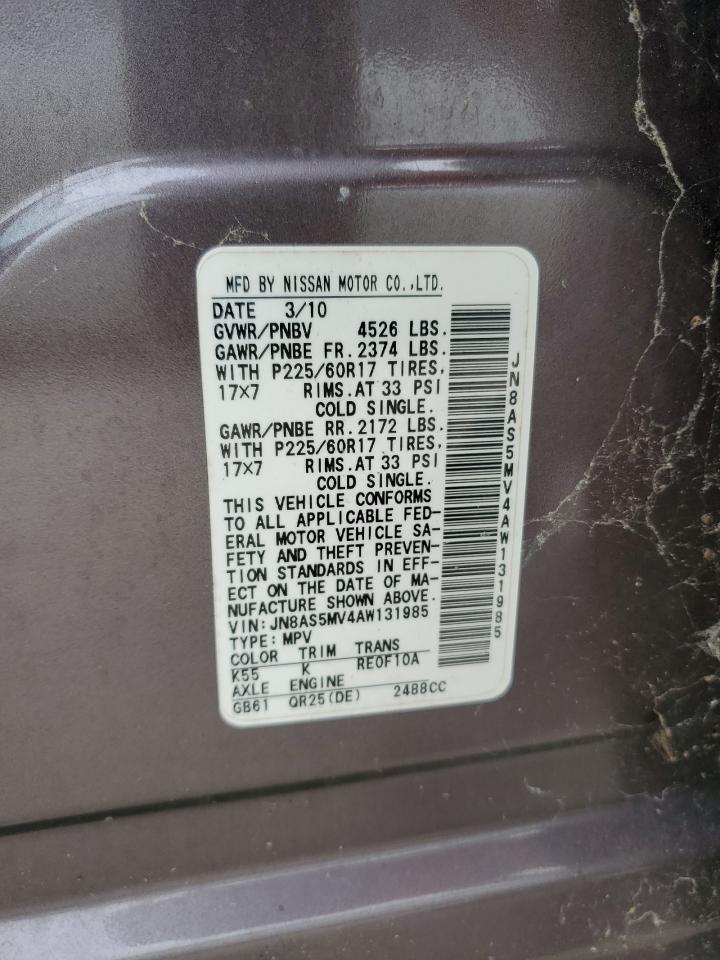 MFD BY NISSAN MOTOR CO.,LTD.
DATE 3/10
GVWR/PNBV 4526 LBS.
GAWR/PNBE FR.2374 LBS.
WITH P225/60R17 TIRES,
17×7 RIMS.AT 33 PSI
COLD SINGLE.
GAWR/PNBE RR.2172 LBS.
WITH P225/60R17 TIRES,
17×7 RIMS.AT 33 PSI
COLD SINGLE.
THIS VEHICLE CONFORMS
TO ALL APPLICABLE FED-
ERAL MOTOR VEHICLE SA-
FETY AND THEFT PREVEN-
TION STANDARDS IN EFF-
ECT ON THE DATE OF MA-
NUFACTURE SHOWN ABOVE.
VIN:JN8AS5MV4AW131985
TYPE:MPV
COLOR TRIM TRANS
K55 K RE0F10A
AXLE ENGINE
GB61 QR25(DE) 2488CC
JN8AS5MV4AW131985